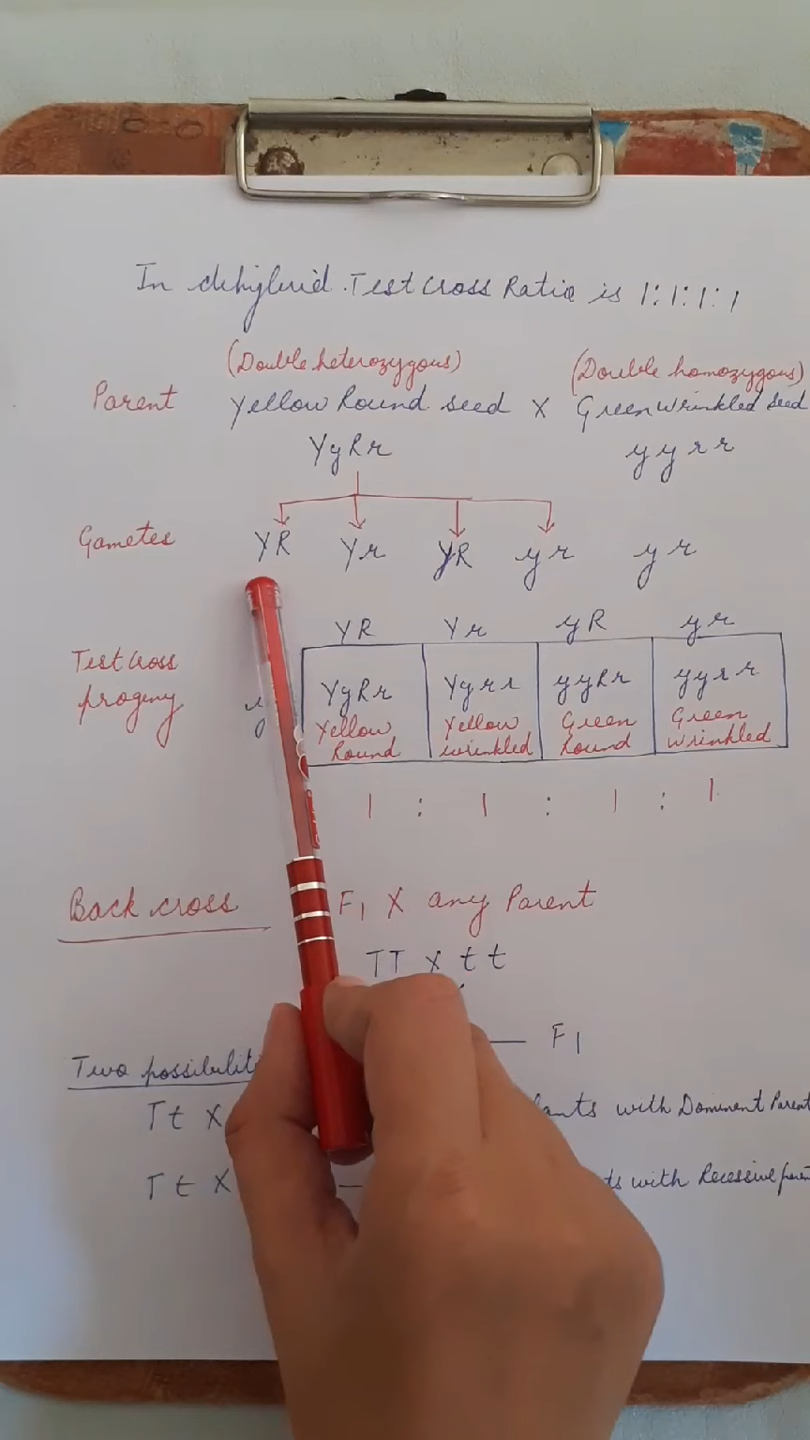 In dihybrid Test Cross Ratio is 1:1:1:1
(Double heterozygous) (Double homozygous)
Parent Yellow Round seed X Green wrinkled seed
YyRr yyrr
Gametes YR Yr yR yr yr
YR Yr yR yr
Test Cross progeny y YyRr Yyrr yyRr yyrr
Yellow Round Yellow wrinkled Green Round Green wrinkled
1 : 1 : 1 : 1
Back cross F1 X any Parent
TT X tt
F1
Two
Tt X with Dominent Parent
Tt X with Recessive